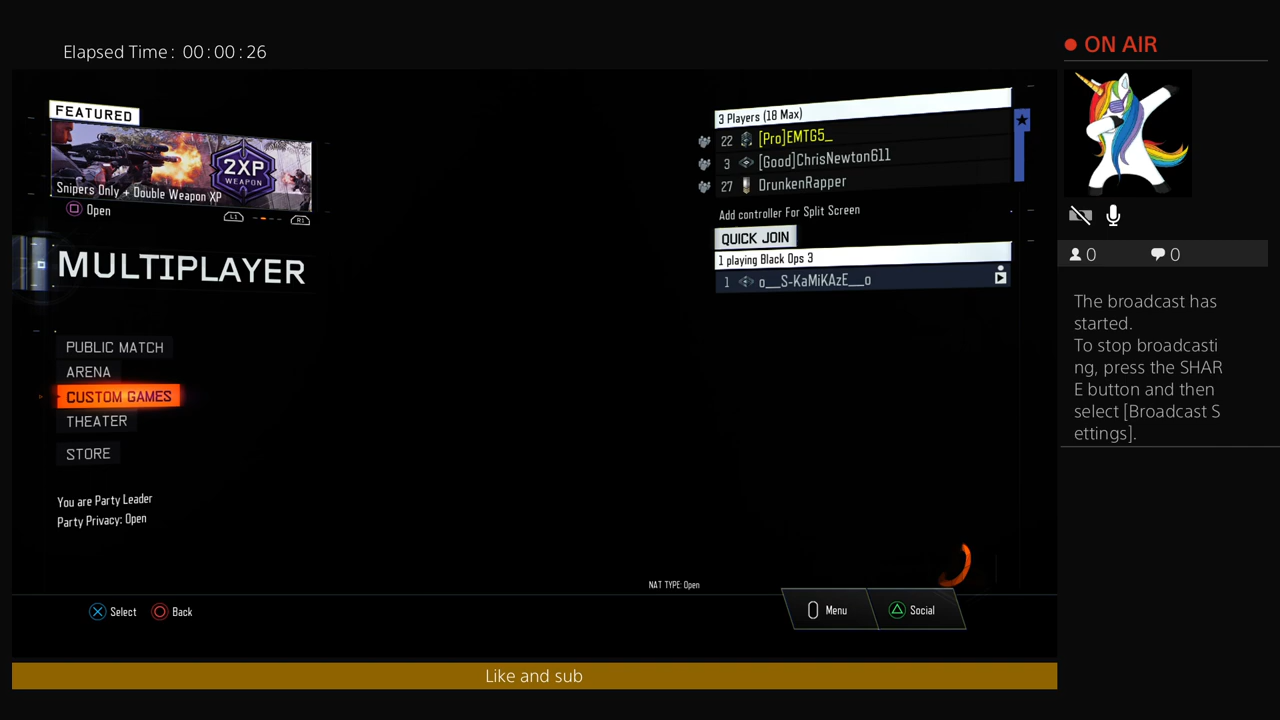 Elapsed Time: 00:00:26
ON AIR
FEATURED
2XP
WEAPON
Snipers Only + Double Weapon XP
Open
L1
R1
MULTIPLAYER
PUBLIC MATCH
ARENA
CUSTOM GAMES
THEATER
STORE
You are Party Leader
Party Privacy: Open
3 Players (18 Max)
22 [Pro]EMTG5_
3 [Good]ChrisNewton611
27 DrunkenRapper
Add controller For Split Screen
QUICK JOIN
1 playing Black Ops 3
1 o__S-KaMiKAzE__o
0 0
The broadcast has
started.
To stop broadcasti
ng, press the SHAR
E button and then
select [Broadcast S
ettings].
NAT TYPE: Open
Select Back
Menu Social
Like and sub